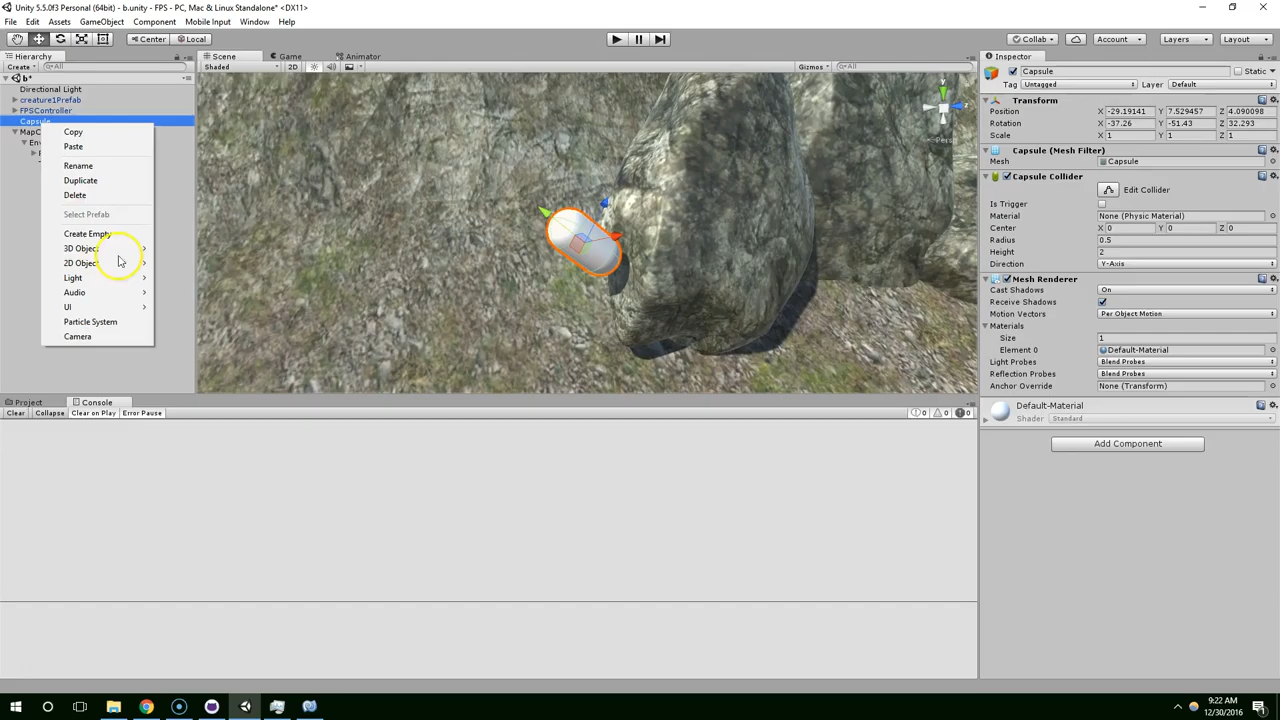 Unity 5.5.0f3 Personal (64bit) - b.unity - FPS - PC, Mac & Linux Standalone* <DX11>
File Edit Assets GameObject Component Mobile Input Window Help
Center Local Collab Account Layers Layout
Hierarchy Scene Game Animator Inspector
Create All Shaded 2D Gizmos All Capsule Static
b* Tag Untagged Layer Default
Directional Light
creature1Prefab Transform
FPSController Position X -29.19141 Y 7.529457 Z 4.090098
Capsule Rotation X -37.26 Y -51.43 Z 32.293
Scale X 1 Y 1 Z 1
Copy
Paste
Rename
Duplicate
Delete
Select Prefab
Create Empty
3D Object
2D Object
Light
Audio
UI
Particle System
Camera
y
z
Persp
Capsule (Mesh Filter)
Mesh Capsule
Capsule Collider
Edit Collider
Is Trigger
Material None (Physic Material)
Center X 0 Y 0 Z 0
Radius 0.5
Height 2
Direction Y-Axis
Mesh Renderer
Cast Shadows On
Receive Shadows
Motion Vectors Per Object Motion
Materials
Size 1
Element 0 Default-Material
Light Probes Blend Probes
Reflection Probes Blend Probes
Anchor Override None (Transform)
Default-Material
Shader Standard
Add Component
Project Console
Clear Collapse Clear on Play Error Pause 0 0 0
9:22 AM
12/30/2016
1